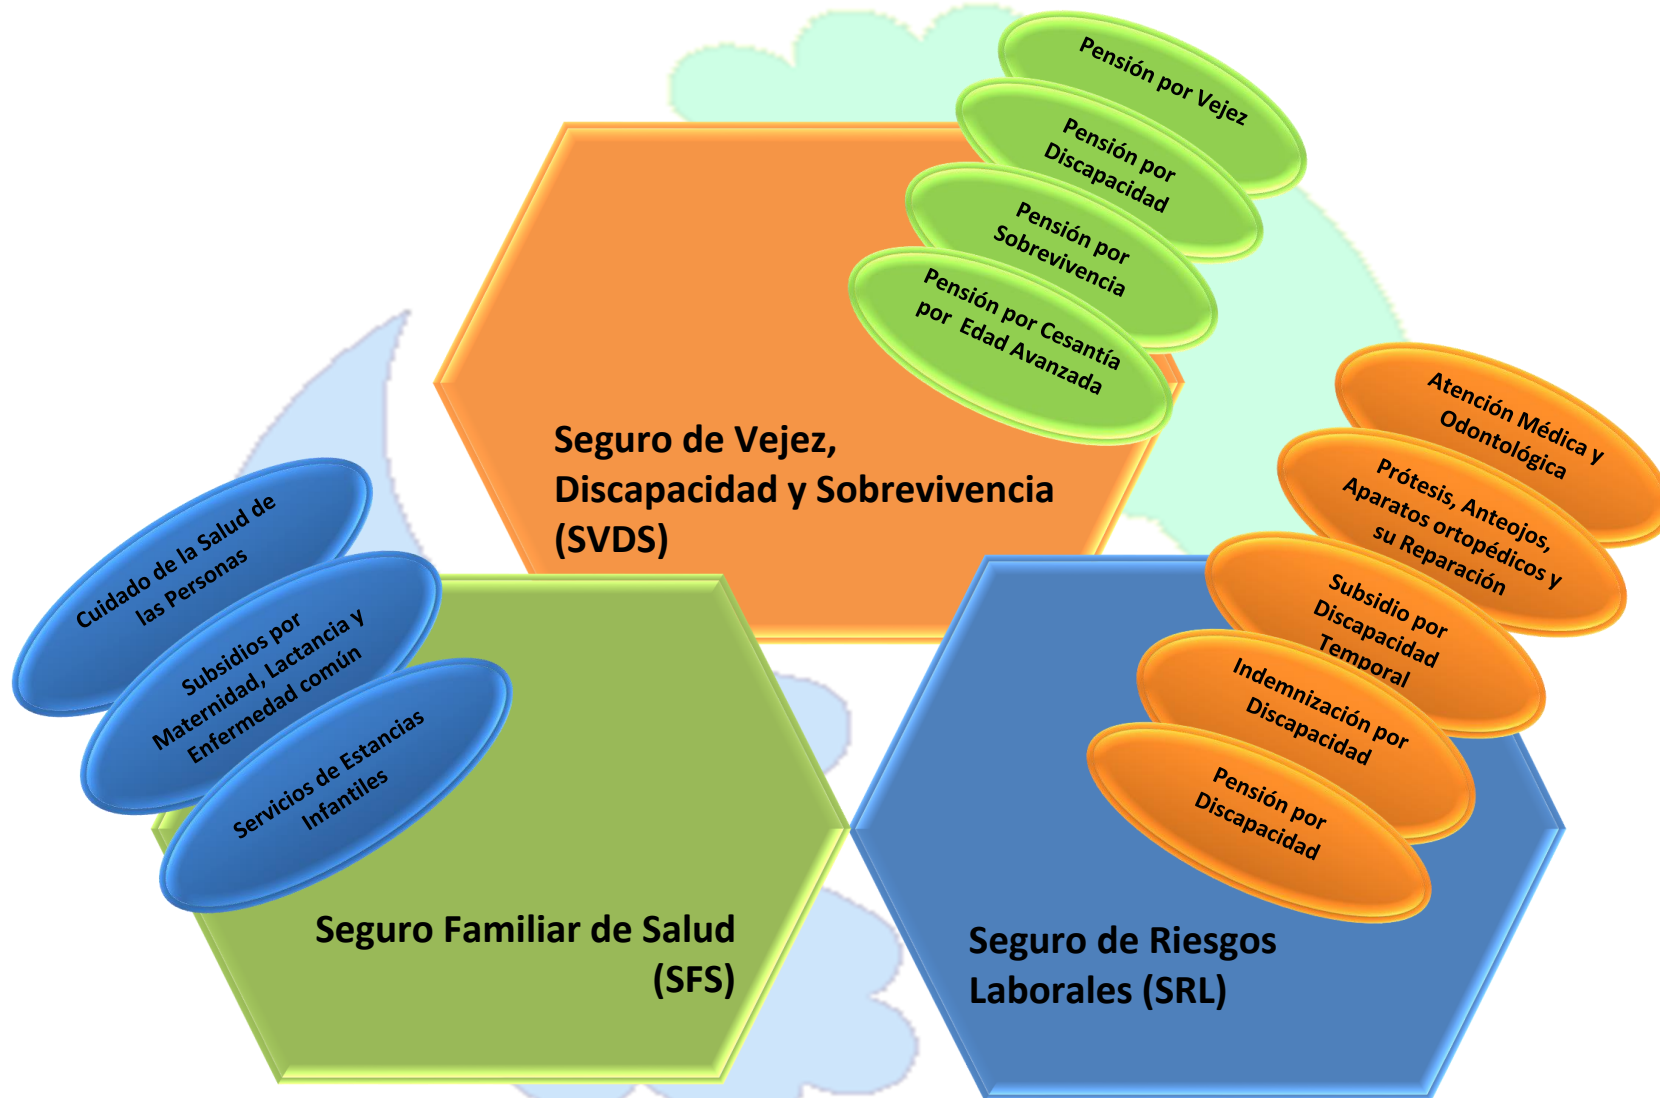 Pensión por Vejez
Pensión por
Discapacidad
Pensión por
Sobrevivencia
Pensión por Cesantía
por Edad Avanzada
Seguro de Vejez,
Discapacidad y Sobrevivencia
(SVDS)
Cuidado de la Salud de
las Personas
Subsidios por
Maternidad, Lactancia y
Enfermedad común
Servicios de Estancias
Infantiles
Seguro Familiar de Salud
(SFS)
Atención Médica y
Odontológica
Prótesis, Anteojos,
Aparatos ortopédicos y
su Reparación
Subsidio por
Discapacidad
Temporal
Indemnización por
Discapacidad
Pensión por
Discapacidad
Seguro de Riesgos
Laborales (SRL)